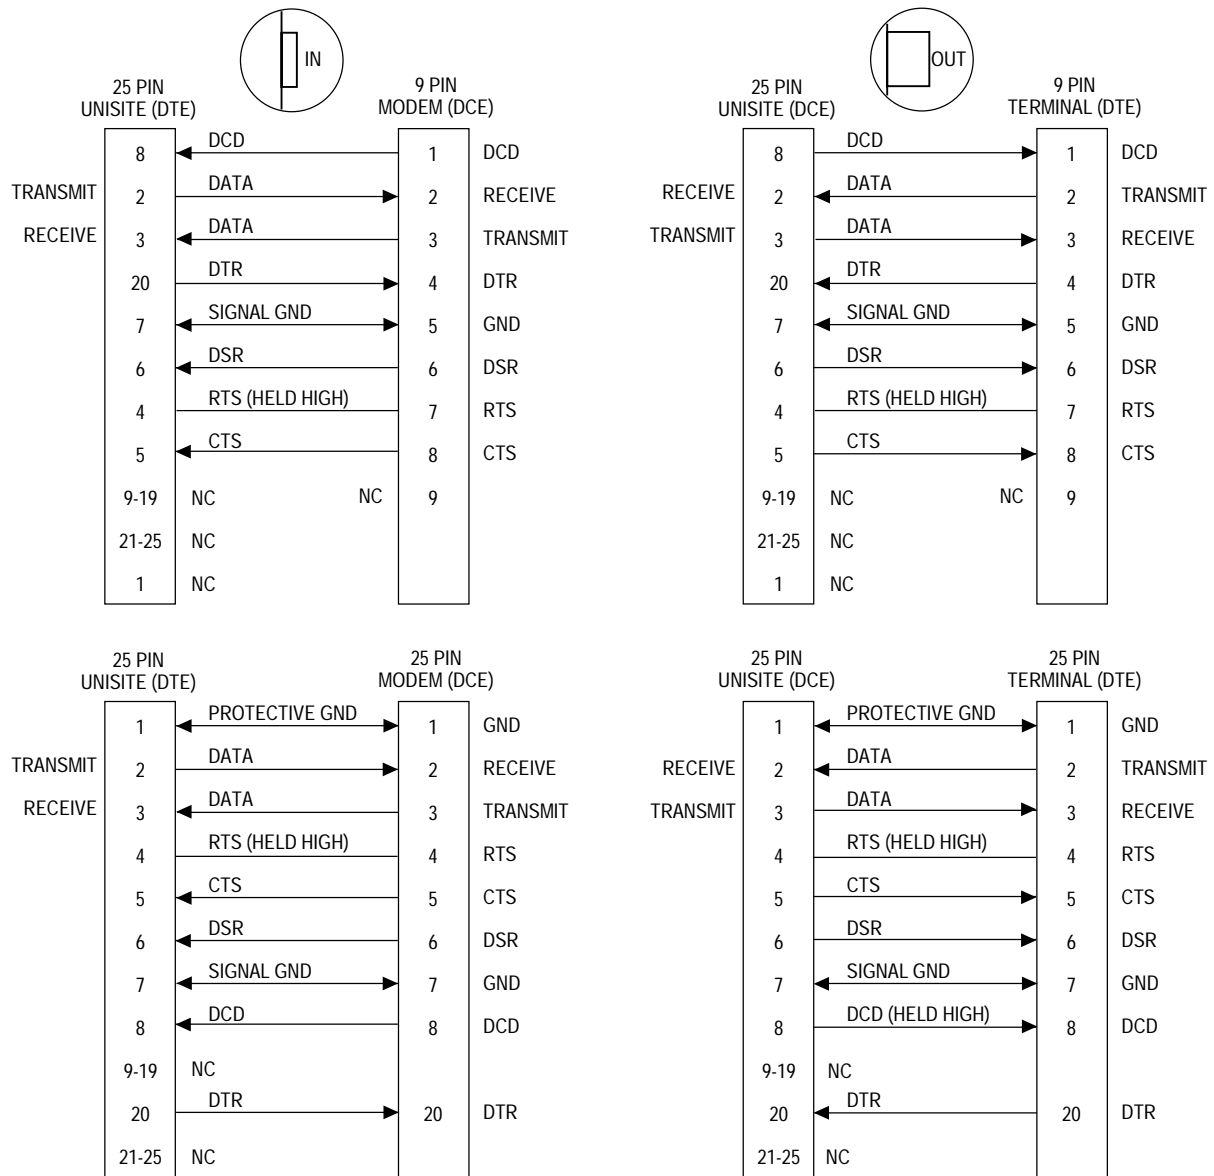 IN
25 PIN
UNISITE (DTE)
9 PIN
MODEM (DCE)
8 DCD 1 DCD
TRANSMIT 2 DATA 2 RECEIVE
RECEIVE 3 DATA 3 TRANSMIT
20 DTR 4 DTR
7 SIGNAL GND 5 GND
6 DSR 6 DSR
4 RTS (HELD HIGH) 7 RTS
5 CTS 8 CTS
9-19 NC NC 9
21-25 NC
1 NC
OUT
25 PIN
UNISITE (DCE)
9 PIN
TERMINAL (DTE)
8 DCD 1 DCD
RECEIVE 2 DATA 2 TRANSMIT
TRANSMIT 3 DATA 3 RECEIVE
20 DTR 4 DTR
7 SIGNAL GND 5 GND
6 DSR 6 DSR
4 RTS (HELD HIGH) 7 RTS
5 CTS 8 CTS
9-19 NC NC 9
21-25 NC
1 NC
25 PIN
UNISITE (DTE)
25 PIN
MODEM (DCE)
1 PROTECTIVE GND 1 GND
TRANSMIT 2 DATA 2 RECEIVE
RECEIVE 3 DATA 3 TRANSMIT
4 RTS (HELD HIGH) 4 RTS
5 CTS 5 CTS
6 DSR 6 DSR
7 SIGNAL GND 7 GND
8 DCD 8 DCD
9-19 NC
20 DTR 20 DTR
21-25 NC
25 PIN
UNISITE (DCE)
25 PIN
TERMINAL (DTE)
1 PROTECTIVE GND 1 GND
RECEIVE 2 DATA 2 TRANSMIT
TRANSMIT 3 DATA 3 RECEIVE
4 RTS (HELD HIGH) 4 RTS
5 CTS 5 CTS
6 DSR 6 DSR
7 SIGNAL GND 7 GND
8 DCD (HELD HIGH) 8 DCD
9-19 NC
20 DTR 20 DTR
21-25 NC